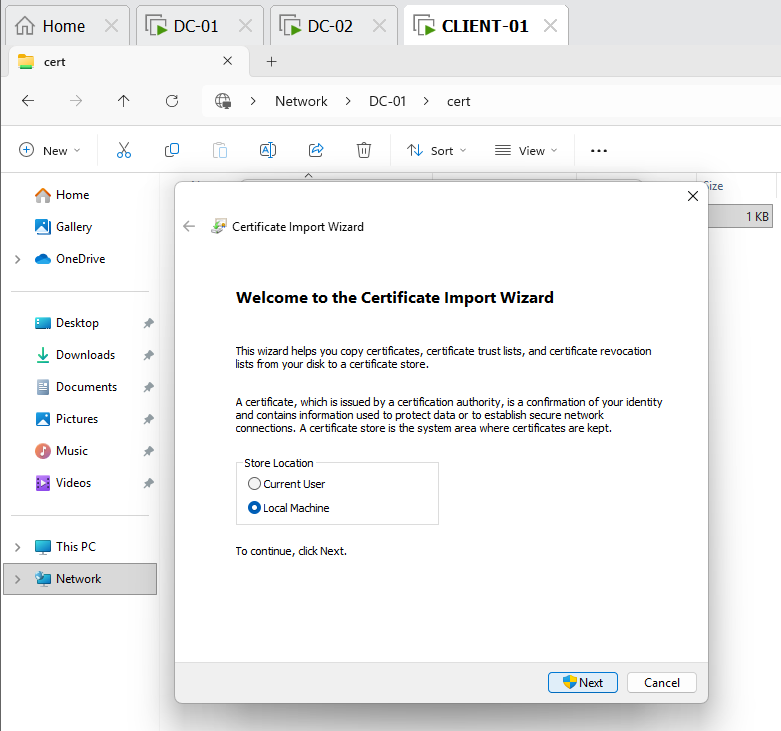 Home
DC-01
DC-02
CLIENT-01
cert
Network
DC-01
cert
New
Sort
View
Home
Gallery
OneDrive
Desktop
Downloads
Documents
Pictures
Music
Videos
This PC
Network
1 KB
Certificate Import Wizard
Welcome to the Certificate Import Wizard
This wizard helps you copy certificates, certificate trust lists, and certificate revocation
lists from your disk to a certificate store.
A certificate, which is issued by a certification authority, is a confirmation of your identity
and contains information used to protect data or to establish secure network
connections. A certificate store is the system area where certificates are kept.
Store Location
Current User
Local Machine
To continue, click Next.
Next
Cancel